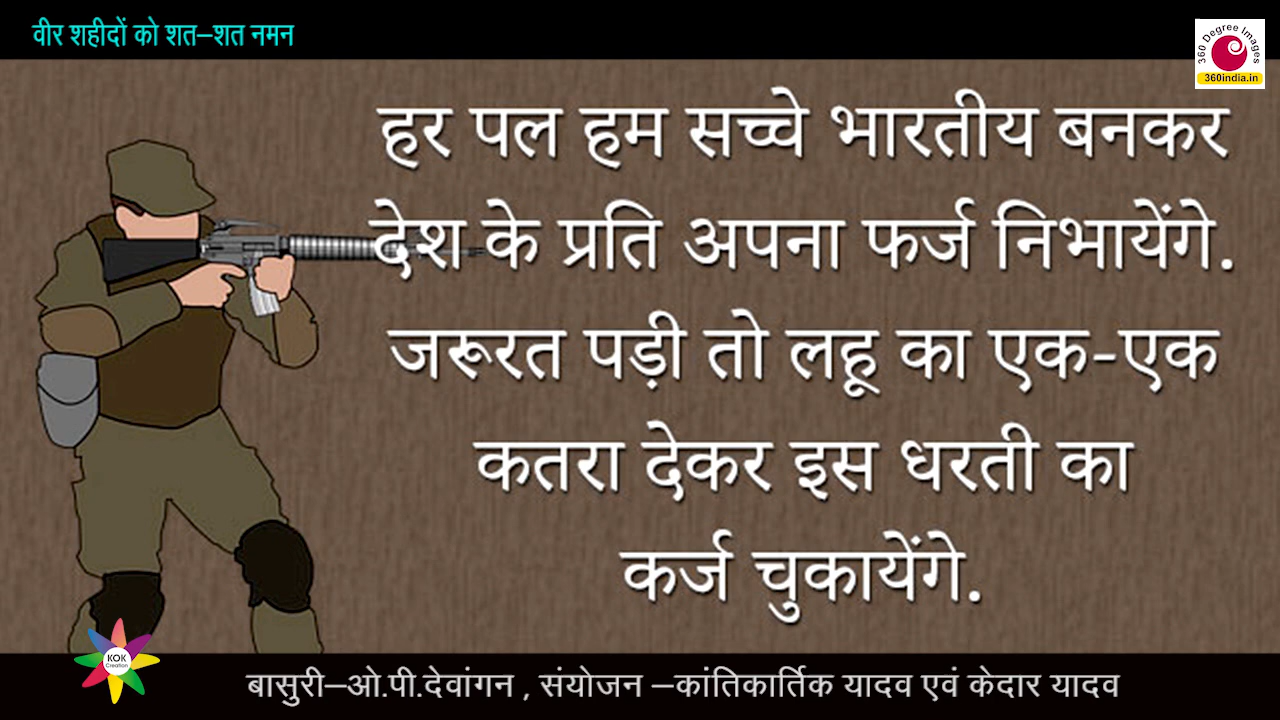 वीर शहीदों को शत–शत नमन
360 Degree Images
360india.in
हर पल हम सच्चे भारतीय बनकर
देश के प्रति अपना फर्ज निभायेंगे.
जरूरत पड़ी तो लहू का एक-एक
कतरा देकर इस धरती का
कर्ज चुकायेंगे.
KOK
Creation
बासुरी–ओ.पी.देवांगन , संयोजन –कांतिकार्तिक यादव एवं केदार यादव